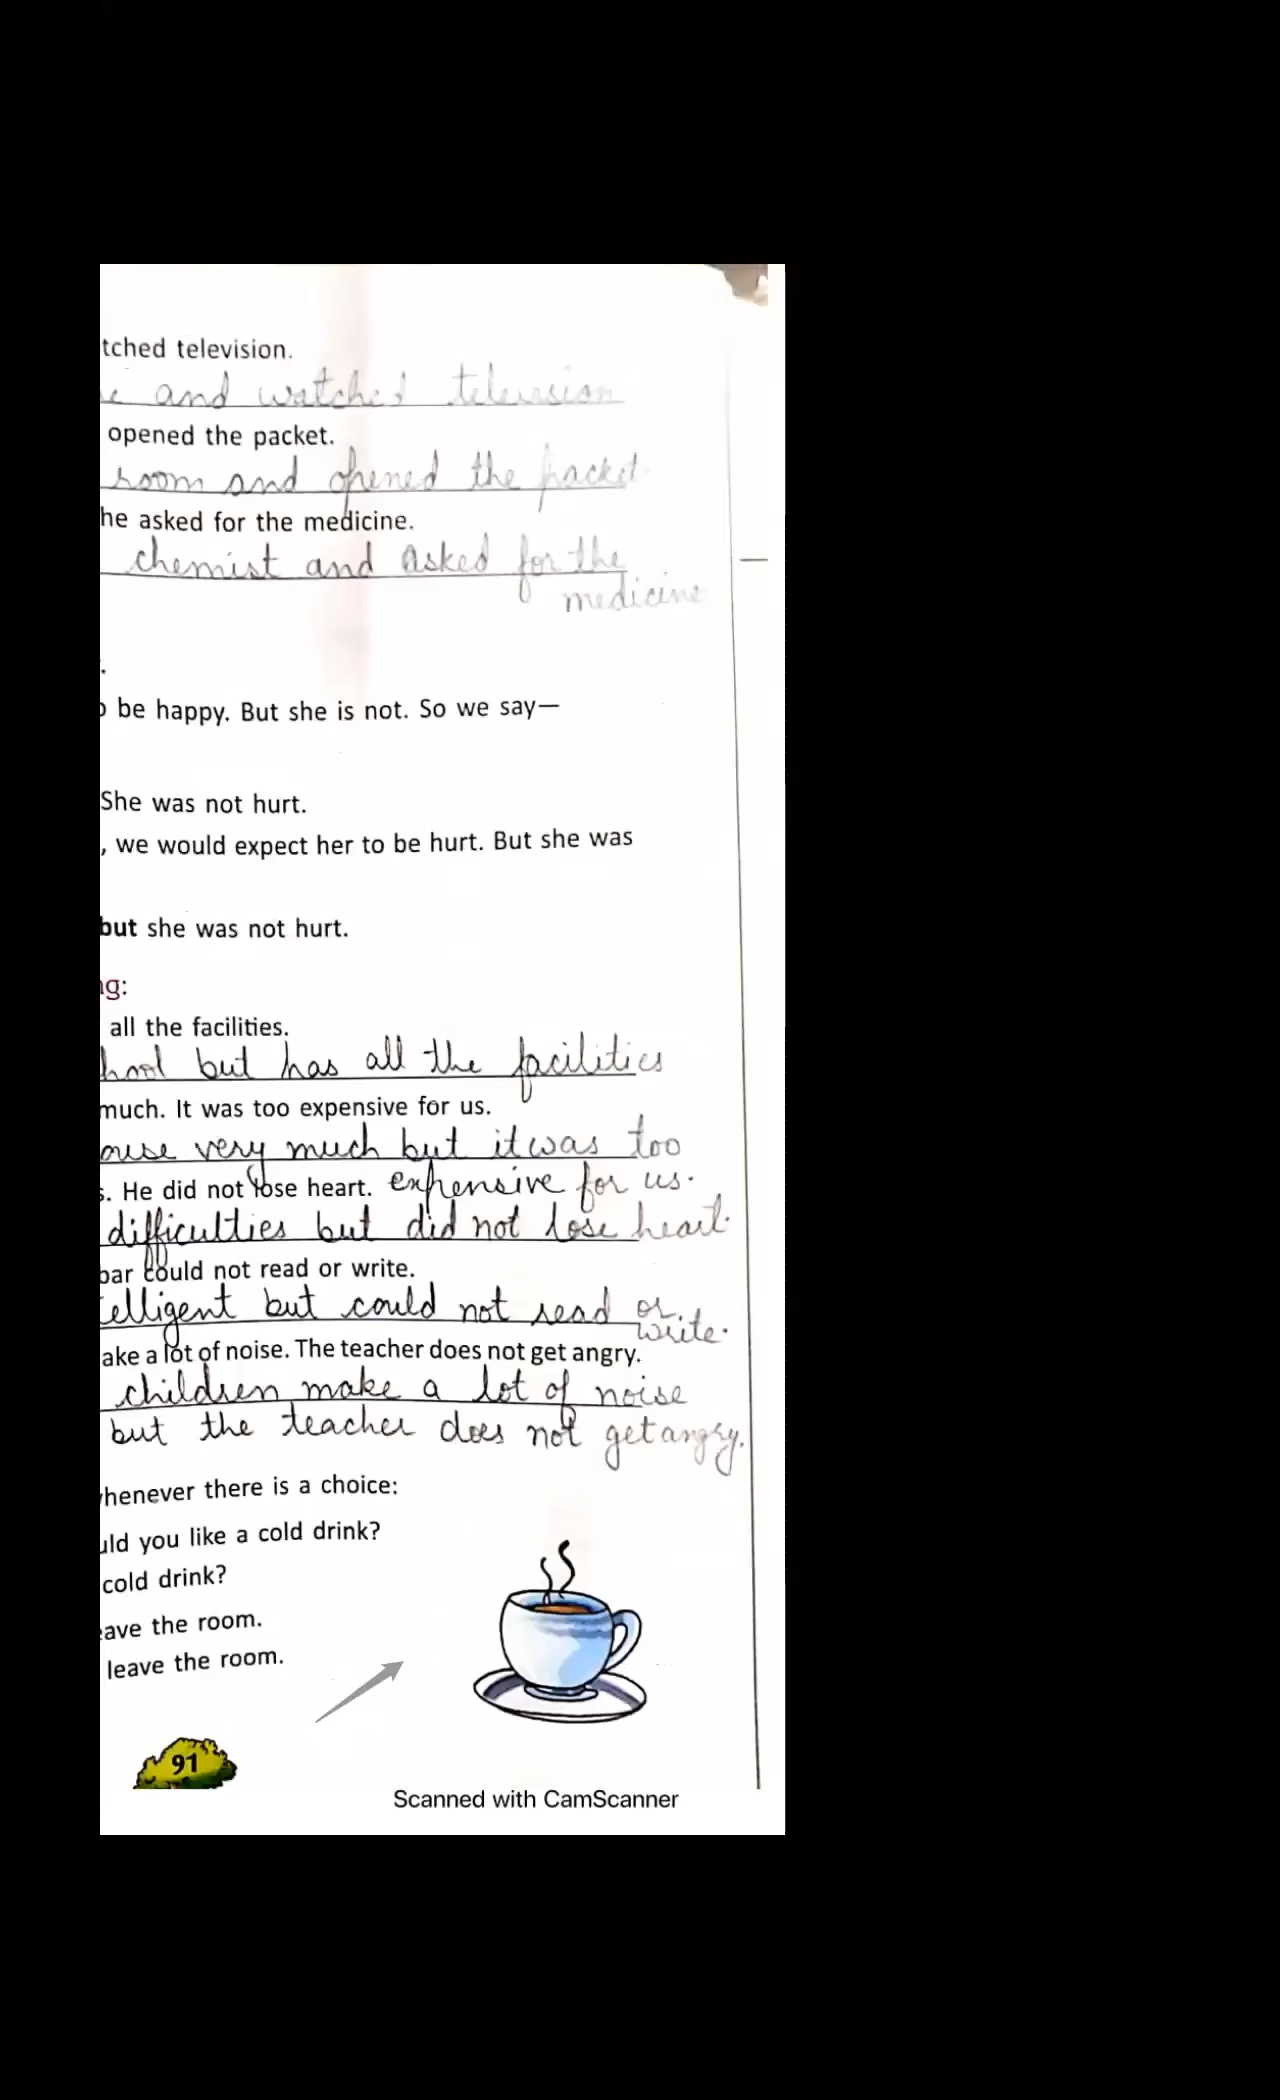 tched television.
e and watched television
opened the packet.
room and opened the packet
he asked for the medicine.
chemist and asked for the
medicine
be happy. But she is not. So we say—
She was not hurt.
, we would expect her to be hurt. But she was
but she was not hurt.
g:
all the facilities.
hool but has all the facilities
much. It was too expensive for us.
ouse very much but it was too
s. He did not lose heart. expensive for us.
difficulties but did not lose heart.
bar could not read or write.
telligent but could not read or
write.
ake a lot of noise. The teacher does not get angry.
children make a lot of noise
but the teacher does not get angry.
henever there is a choice:
uld you like a cold drink?
cold drink?
ave the room.
leave the room.
91
Scanned with CamScanner